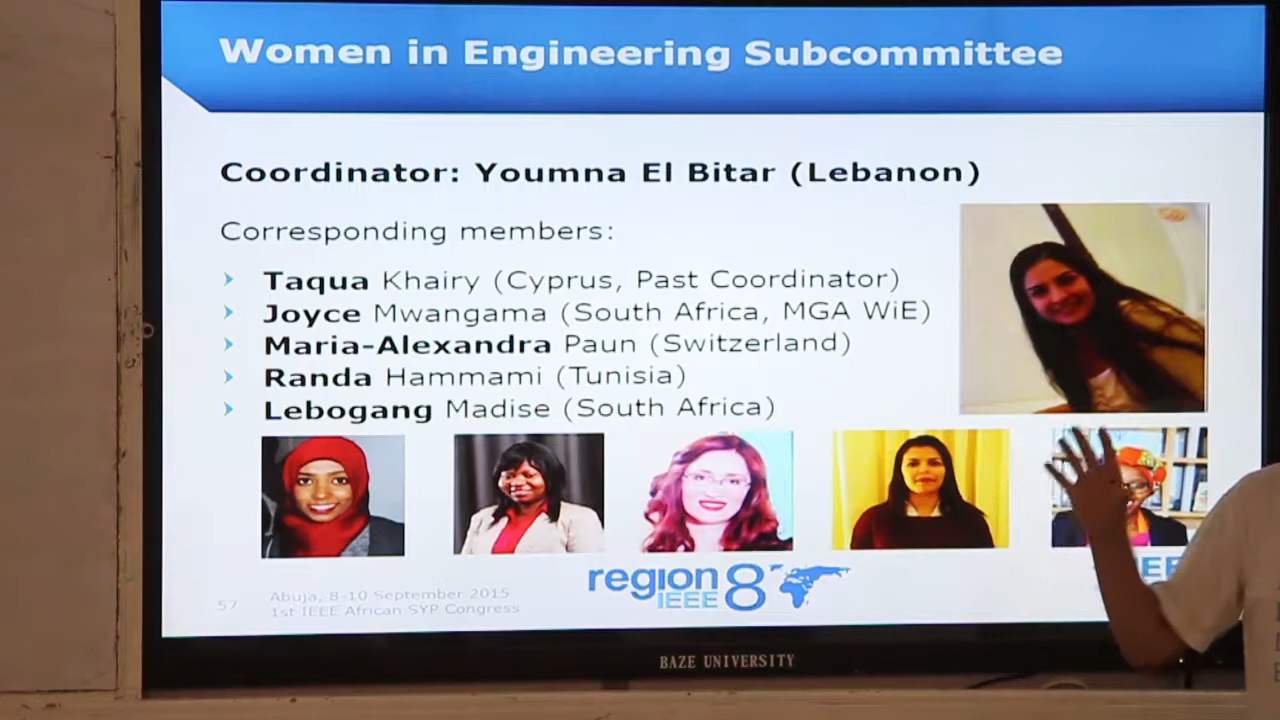 Women in Engineering Subcommittee
Coordinator: Youmna El Bitar (Lebanon)
Corresponding members:
Taqua Khairy (Cyprus, Past Coordinator)
Joyce Mwangama (South Africa, MGA WiE)
Maria-Alexandra Paun (Switzerland)
Randa Hammami (Tunisia)
Lebogang Madise (South Africa)
57
Abuja, 8-10 September 2015
1st IEEE African SYP Congress
region 8
IEEE
BAZE UNIVERSITY